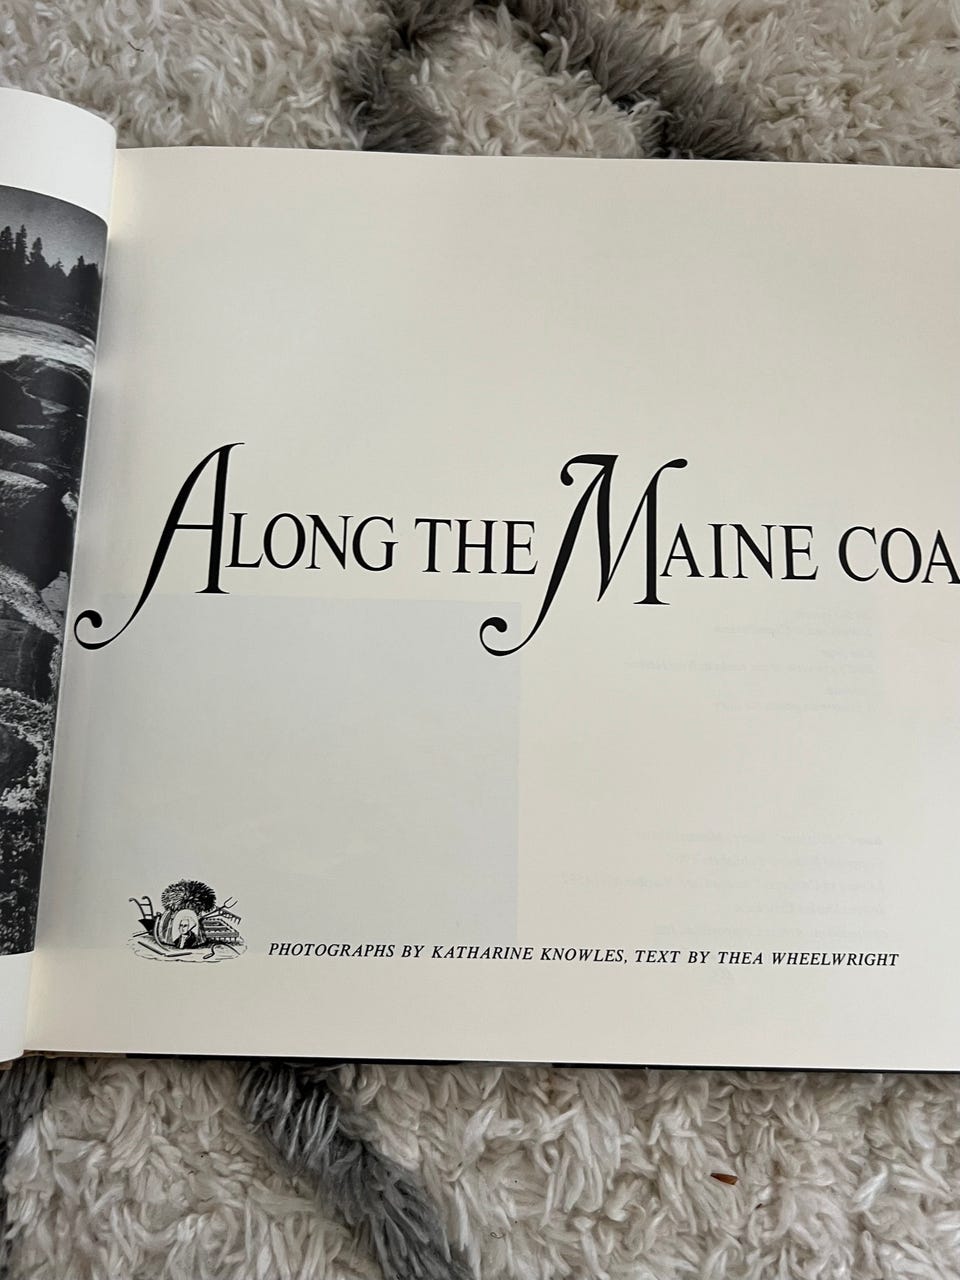 ALONG THE MAINE COA
PHOTOGRAPHS BY KATHARINE KNOWLES, TEXT BY THEA WHEELWRIGHT